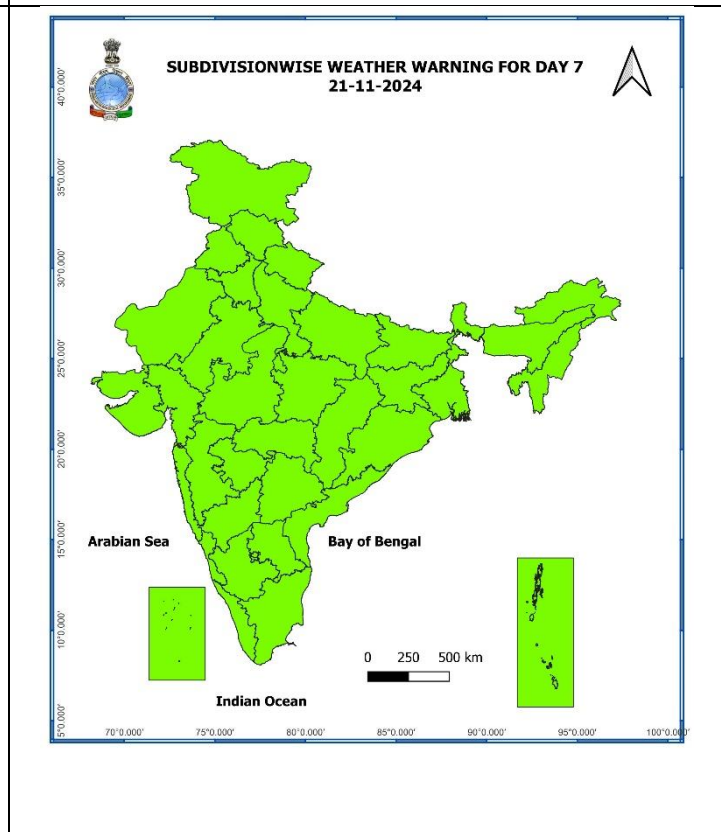 SUBDIVISIONWISE WEATHER WARNING FOR DAY 7
21-11-2024
40°0.000'
35°0.000'
30°0.000'
25°0.000'
20°0.000'
15°0.000'
10°0.000'
5°0.000'
Arabian Sea
Bay of Bengal
0 250 500 km
Indian Ocean
70°0.000' 75°0.000' 80°0.000' 85°0.000' 90°0.000' 95°0.000' 100°0.000'